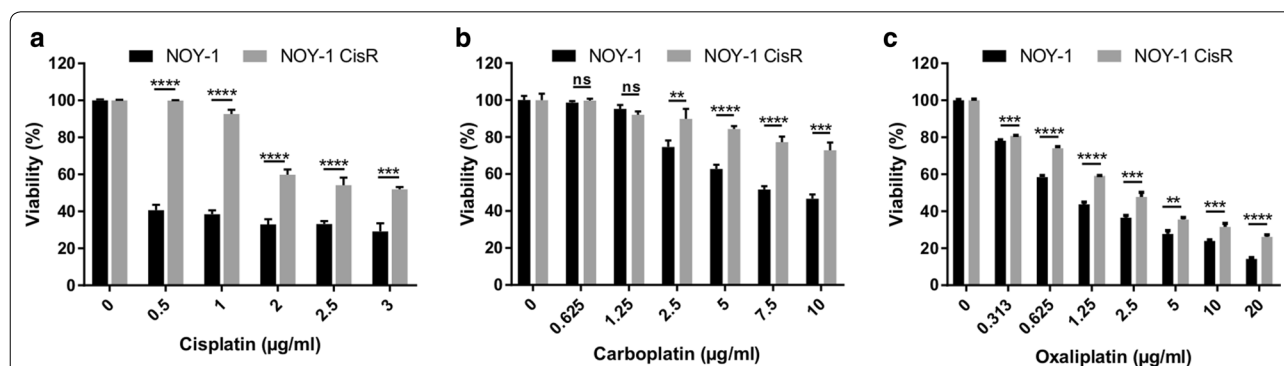 a
NOY-1 NOY-1 CisR
120
100
80
60
40
20
0
Viability (%)
**** **** **** **** ***
0 0.5 1 2 2.5 3
Cisplatin (µg/ml)
b
NOY-1 NOY-1 CisR
120
100
80
60
40
20
0
Viability (%)
ns ns ** **** **** ***
0 0.625 1.25 2.5 5 7.5 10
Carboplatin (µg/ml)
c
NOY-1 NOY-1 CisR
120
100
80
60
40
20
0
Viability (%)
*** **** **** *** ** *** ****
0 0.313 0.625 1.25 2.5 5 10 20
Oxaliplatin (µg/ml)